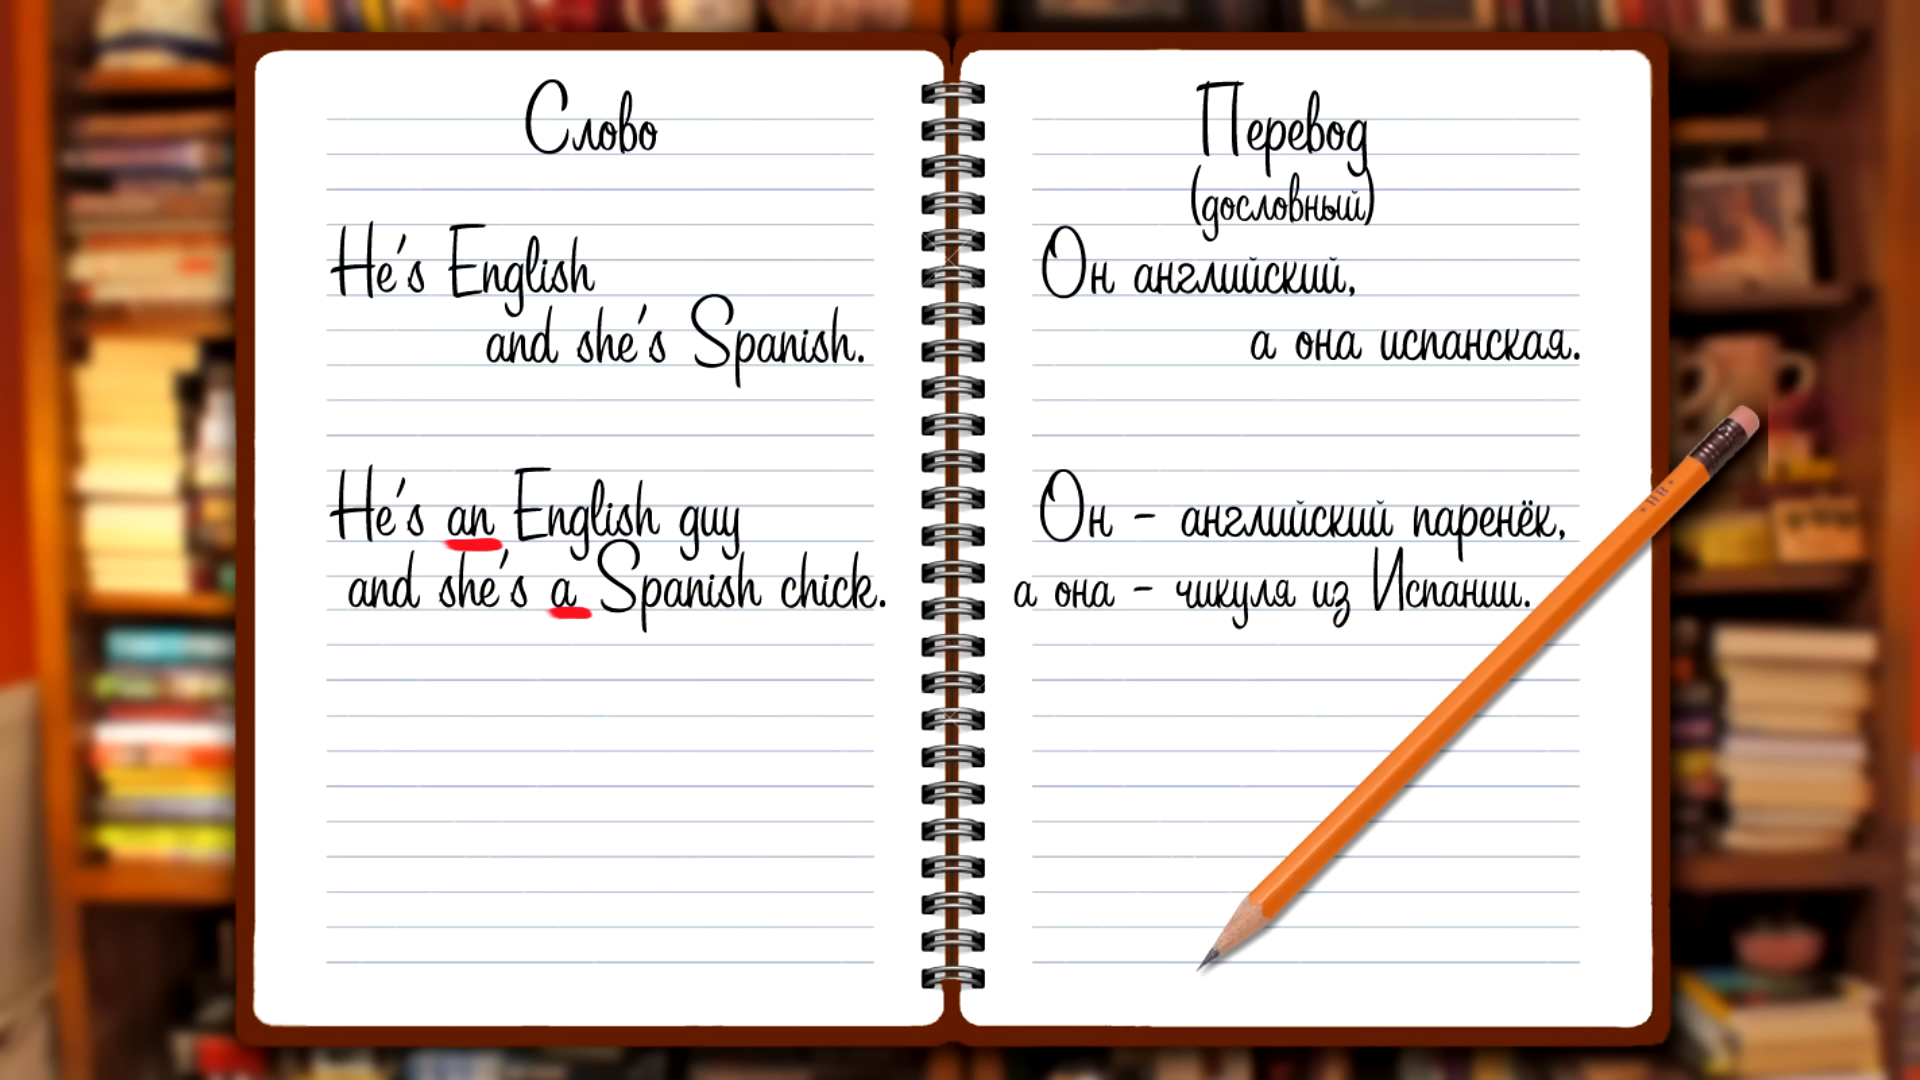 Слово
He's English
and she's Spanish.
He's an English guy
and she's a Spanish chick.
Перевод
(дословный)
Он английский,
а она испанская.
Он - английский паренёк,
а она - чикуля из Испании.
HB